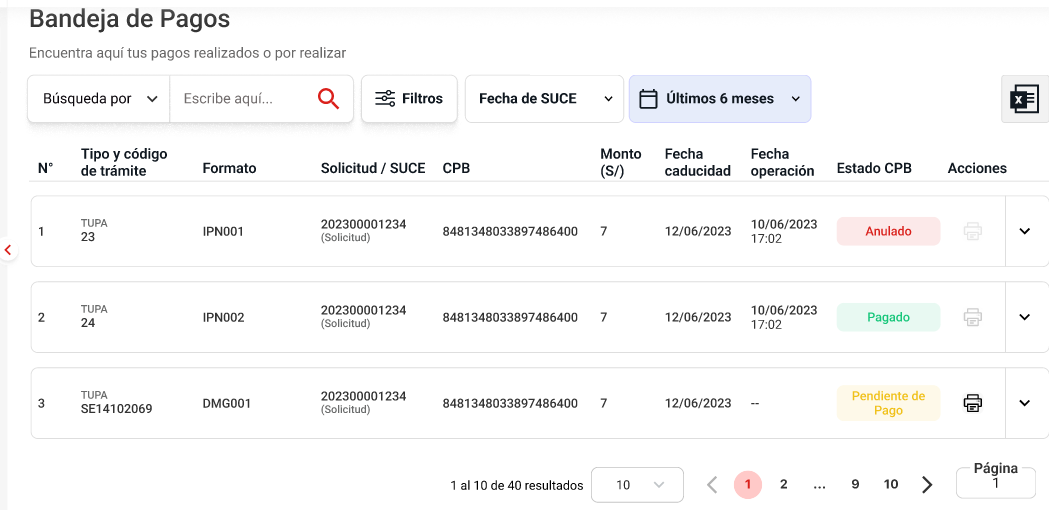 Bandeja de Pagos
Encuentra aquí tus pagos realizados o por realizar
Búsqueda por Escribe aquí... Filtros Fecha de SUCE Últimos 6 meses
N° Tipo y código de trámite Formato Solicitud / SUCE CPB Monto (S/) Fecha caducidad Fecha operación Estado CPB Acciones
1 TUPA 23 IPN001 202300001234 (Solicitud) 8481348033897486400 7 12/06/2023 10/06/2023 17:02 Anulado
2 TUPA 24 IPN002 202300001234 (Solicitud) 8481348033897486400 7 12/06/2023 10/06/2023 17:02 Pagado
3 TUPA SE14102069 DMG001 202300001234 (Solicitud) 8481348033897486400 7 12/06/2023 -- Pendiente de Pago
1 al 10 de 40 resultados 10 1 2 ... 9 10 Página 1